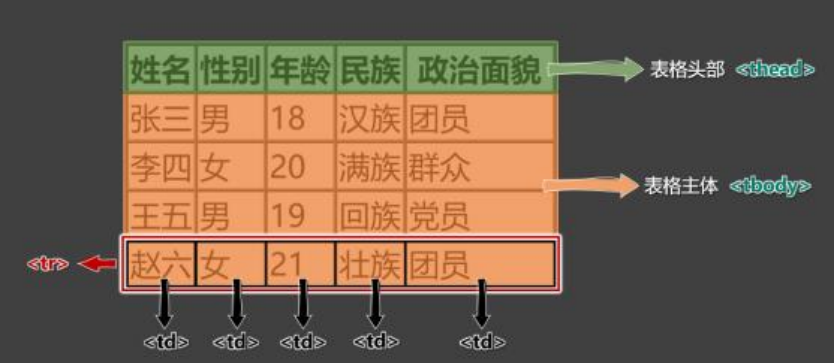 姓名 性别 年龄 民族 政治面貌 表格头部 <thead>
张三 男 18 汉族 团员
李四 女 20 满族 群众
表格主体 <tbody>
王五 男 19 回族 党员
<tr> 赵六 女 21 壮族 团员
<td> <td> <td> <td> <td>